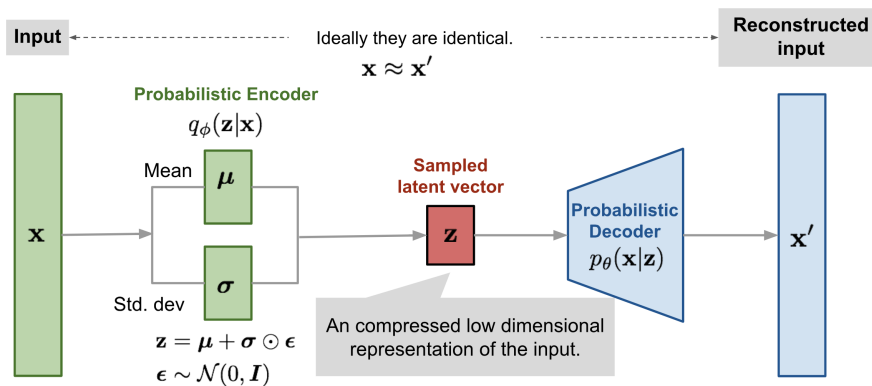 Input
Ideally they are identical.
x ≈ x′
Reconstructed
input
Probabilistic Encoder
qϕ(z|x)
Mean
μ
Sampled
latent vector
x
z
Probabilistic
Decoder
pθ(x|z)
x′
σ
Std. dev
z = μ + σ ⊙ ϵ
ϵ ∼ 𝒩(0, I)
An compressed low dimensional
representation of the input.